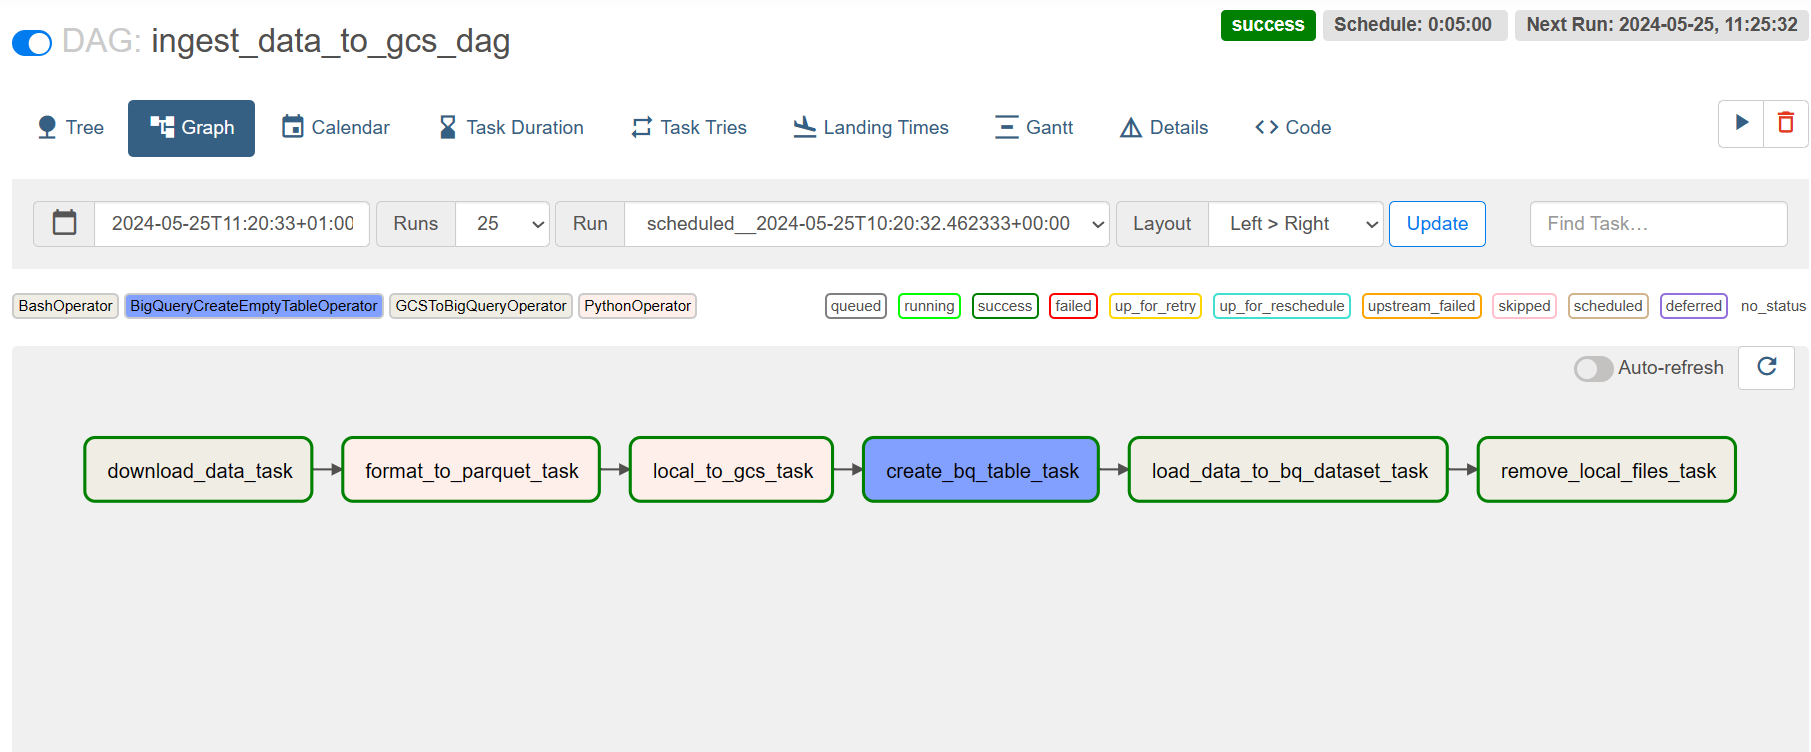 DAG: ingest_data_to_gcs_dag
success
Schedule: 0:05:00
Next Run: 2024-05-25, 11:25:32
Tree
Graph
Calendar
Task Duration
Task Tries
Landing Times
Gantt
Details
Code
2024-05-25T11:20:33+01:00
Runs
25
Run
scheduled__2024-05-25T10:20:32.462333+00:00
Layout
Left > Right
Update
Find Task…
BashOperator
BigQueryCreateEmptyTableOperator
GCSToBigQueryOperator
PythonOperator
queued
running
success
failed
up_for_retry
up_for_reschedule
upstream_failed
skipped
scheduled
deferred
no_status
Auto-refresh
download_data_task
format_to_parquet_task
local_to_gcs_task
create_bq_table_task
load_data_to_bq_dataset_task
remove_local_files_task